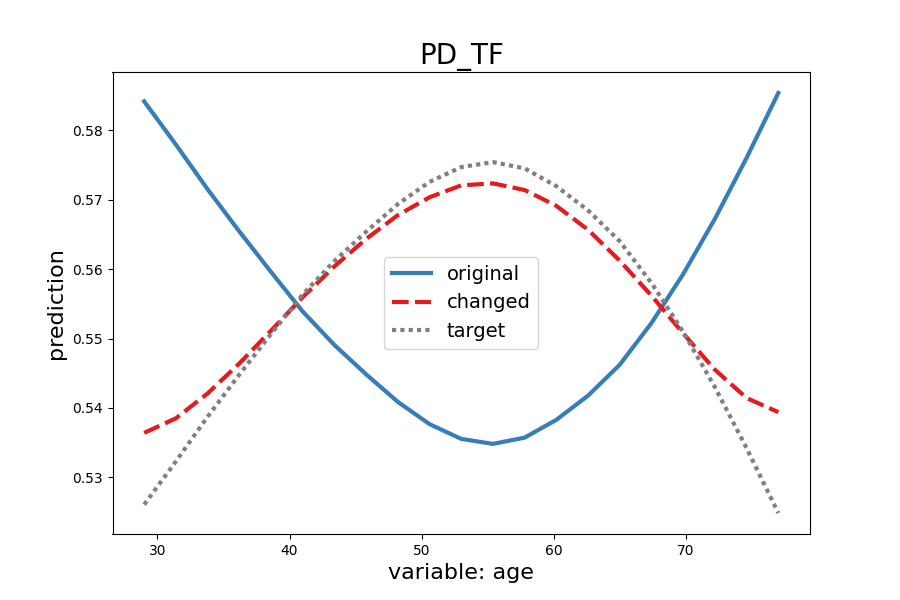 PD_TF
prediction
0.58
0.57
0.56
0.55
0.54
0.53
original
changed
target
30 40 50 60 70
variable: age